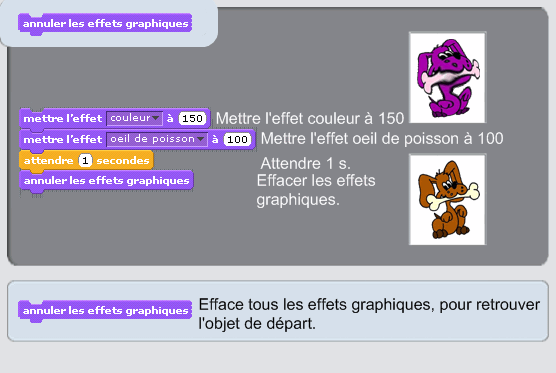 annuler les effets graphiques
mettre l'effet couleur à 150 Mettre l'effet couleur à 150
mettre l'effet oeil de poisson à 100 Mettre l'effet oeil de poisson à 100
attendre 1 secondes Attendre 1 s.
annuler les effets graphiques Effacer les effets
graphiques.
annuler les effets graphiques Efface tous les effets graphiques, pour retrouver
l'objet de départ.